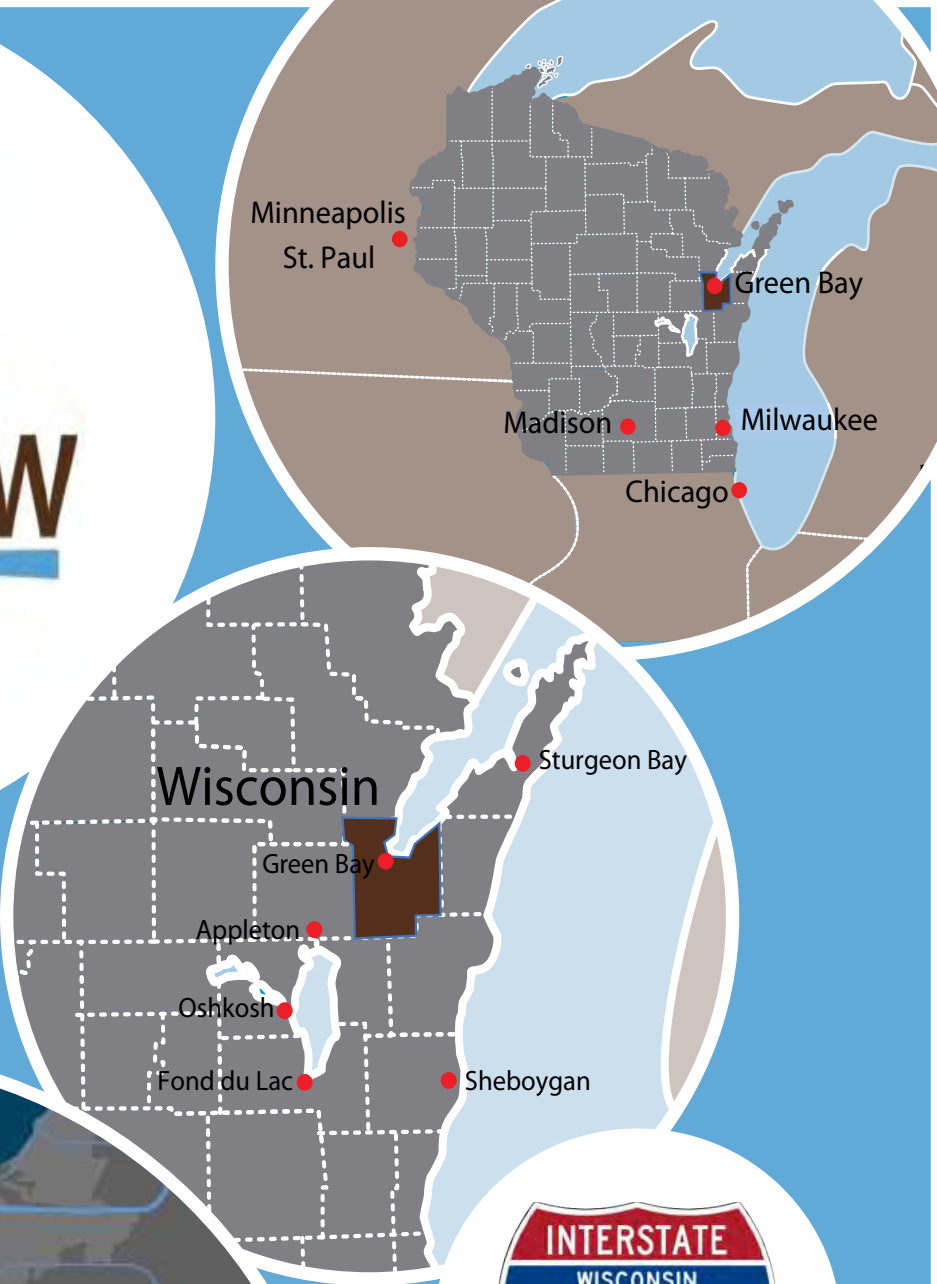 W
Minneapolis
St. Paul
Green Bay
Madison
Milwaukee
Chicago
Wisconsin
Sturgeon Bay
Green Bay
Appleton
Oshkosh
Fond du Lac
Sheboygan
INTERSTATE
WISCONSIN